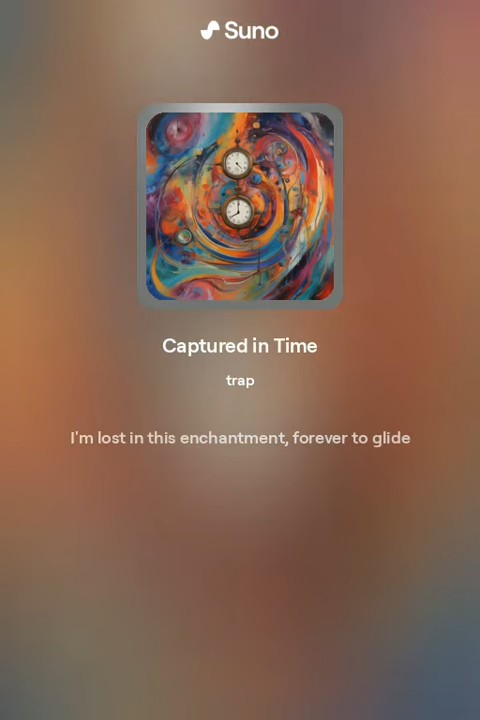 Suno
Captured in Time
trap
I'm lost in this enchantment, forever to glide